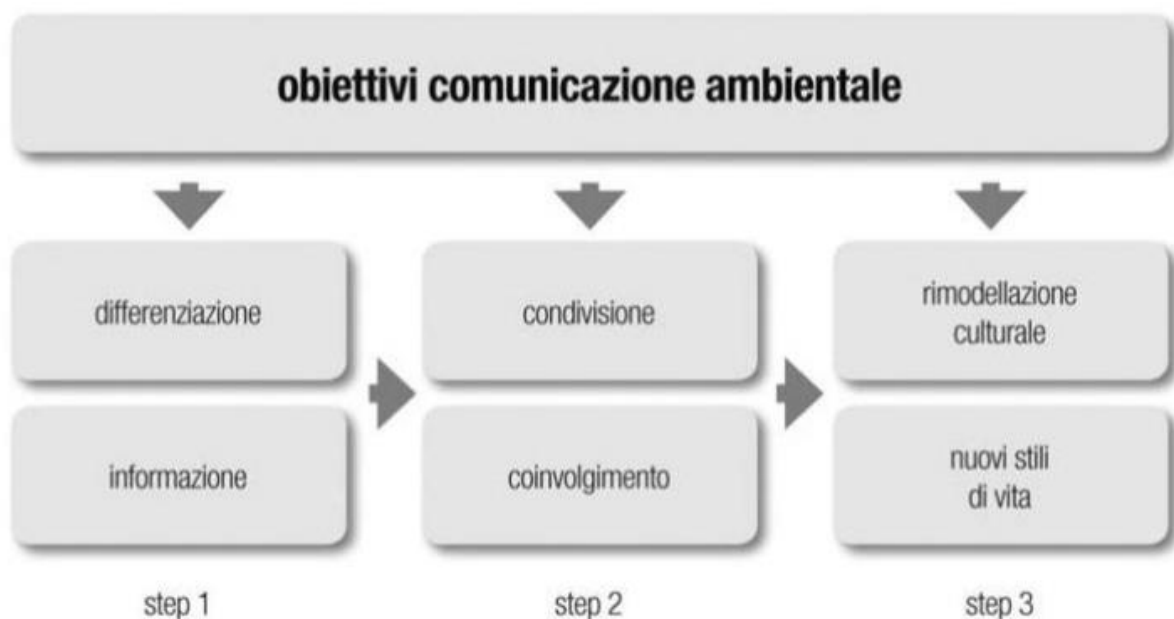 obiettivi comunicazione ambientale
differenziazione
condivisione
rimodellazione
culturale
informazione
coinvolgimento
nuovi stili
di vita
step 1
step 2
step 3